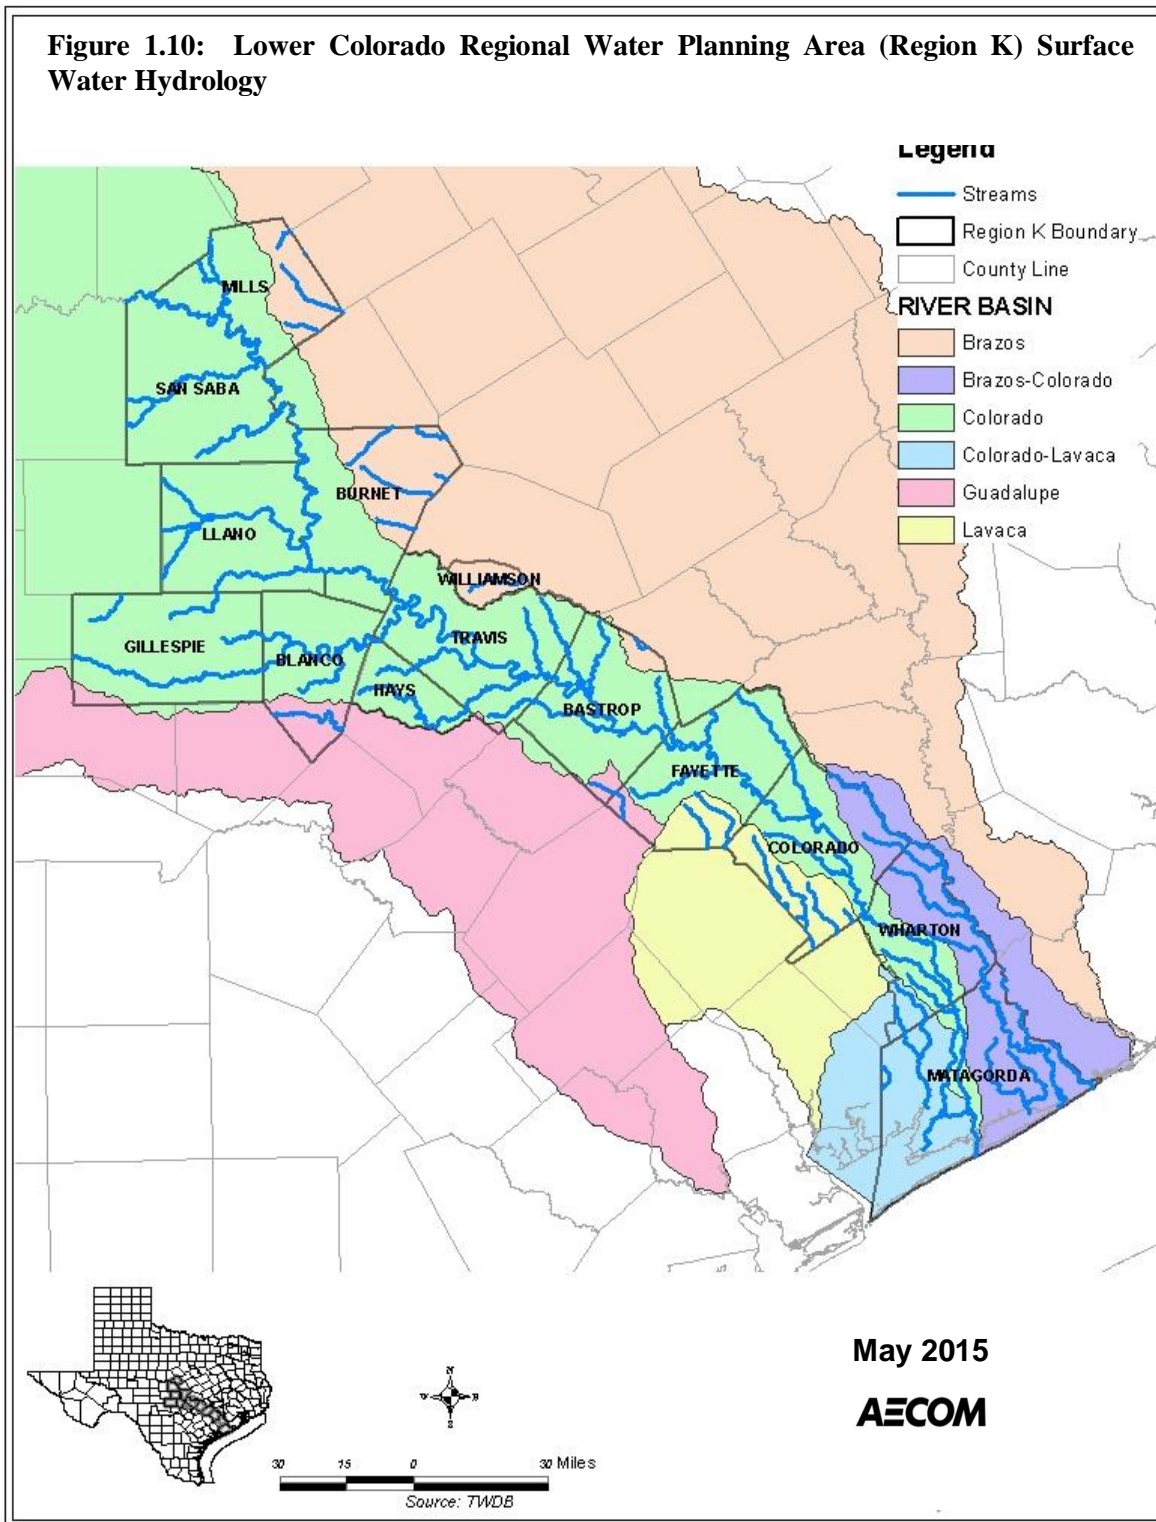 Figure 1.10: Lower Colorado Regional Water Planning Area (Region K) Surface
Water Hydrology
Legend
Streams
Region K Boundary
County Line
RIVER BASIN
Brazos
Brazos-Colorado
Colorado
Colorado-Lavaca
Guadalupe
Lavaca
MILLS
SAN SABA
BURNET
LLANO
WILLIAMSON
TRAVIS
GILLESPIE
BLANCO
HAYS
BASTROP
FAYETTE
COLORADO
WHARTON
MATAGORDA
May 2015
AECOM
N
W E
S
30 15 0 30 Miles
Source: TWDB